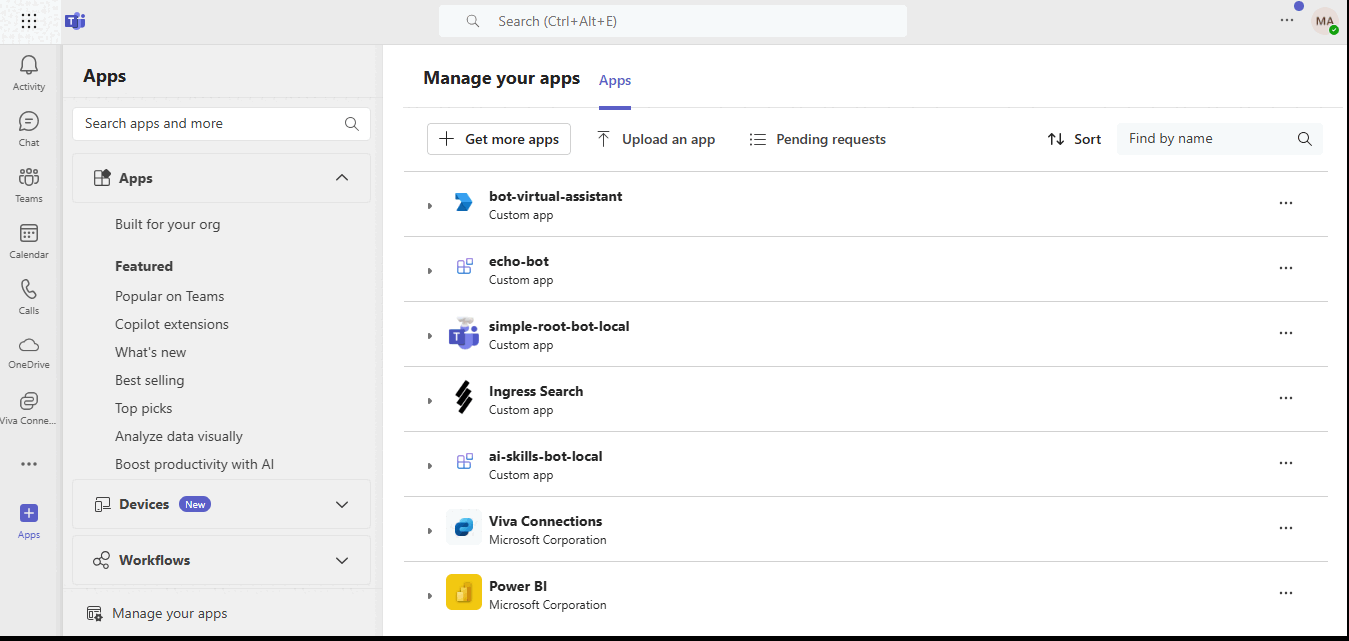 Search (Ctrl+Alt+E)
MA
Activity
Chat
Teams
Calendar
Calls
OneDrive
Viva Conne...
Apps
Apps
Search apps and more
Apps
Built for your org
Featured
Popular on Teams
Copilot extensions
What's new
Best selling
Top picks
Analyze data visually
Boost productivity with AI
Devices New
Workflows
Manage your apps
Manage your apps Apps
Get more apps Upload an app Pending requests Sort Find by name
bot-virtual-assistant
Custom app
echo-bot
Custom app
simple-root-bot-local
Custom app
Ingress Search
Custom app
ai-skills-bot-local
Custom app
Viva Connections
Microsoft Corporation
Power BI
Microsoft Corporation